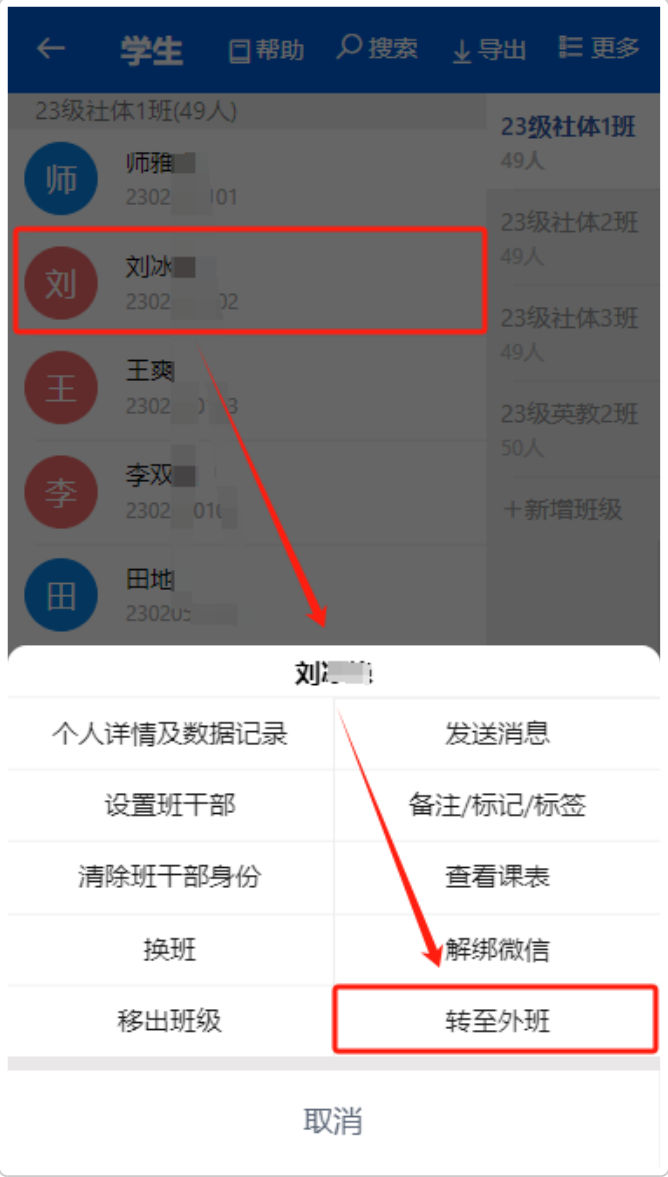 学生 帮助 搜索 导出 更多
23级社体1班(49人)
师
师雅
2302 101
刘
刘冰
2302 02
王
王爽
2302 3
李
李双
2302 010
田
田地
230205
23级社体1班
49人
23级社体2班
49人
23级社体3班
49人
23级英教2班
50人
+新增班级
刘
个人详情及数据记录 发送消息
设置班干部 备注/标记/标签
清除班干部身份 查看课表
换班 解绑微信
移出班级 转至外班
取消